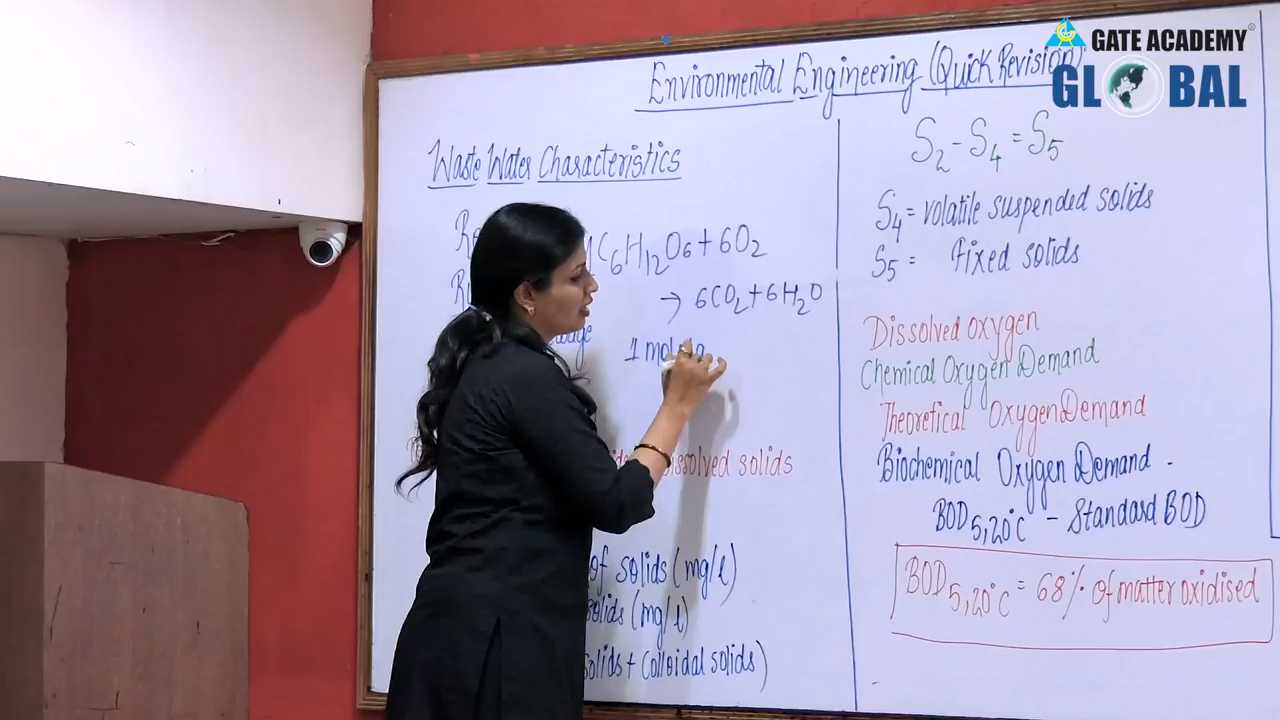 GATE ACADEMY
GLOBAL
Environmental Engineering (Quick Revision)
Waste Water Characteristics
C6H12O6 + 6O2
→ 6CO2 + 6H2O
1 mol
dissolved solids
of solids (mg/l)
solids (mg/l)
solids + colloidal solids)
S2 - S4 = S5
S4 = volatile suspended solids
S5 = fixed solids
Dissolved oxygen
Chemical Oxygen Demand
Theoretical Oxygen Demand
Biochemical Oxygen Demand .
BOD5,20°C - Standard BOD
BOD5,20°C = 68% Of matter oxidised